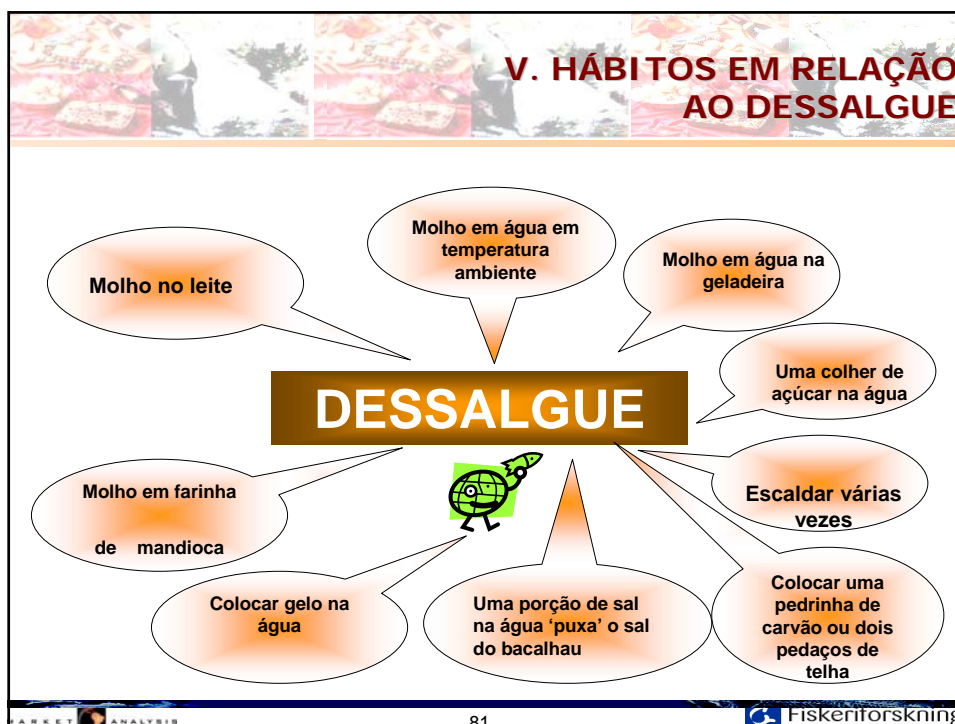 V. HÁBITOS EM RELAÇÃO
AO DESSALGUE
Molho em água em
temperatura
ambiente
Molho em água na
geladeira
Molho no leite
Uma colher de
açúcar na água
DESSALGUE
Molho em farinha
de mandioca
Escaldar várias
vezes
Colocar gelo na
água
Uma porção de sal
na água ‘puxa’ o sal
do bacalhau
Colocar uma
pedrinha de
carvão ou dois
pedaços de
telha
ARKET ANALYSIS
81
Fiskeriforskning